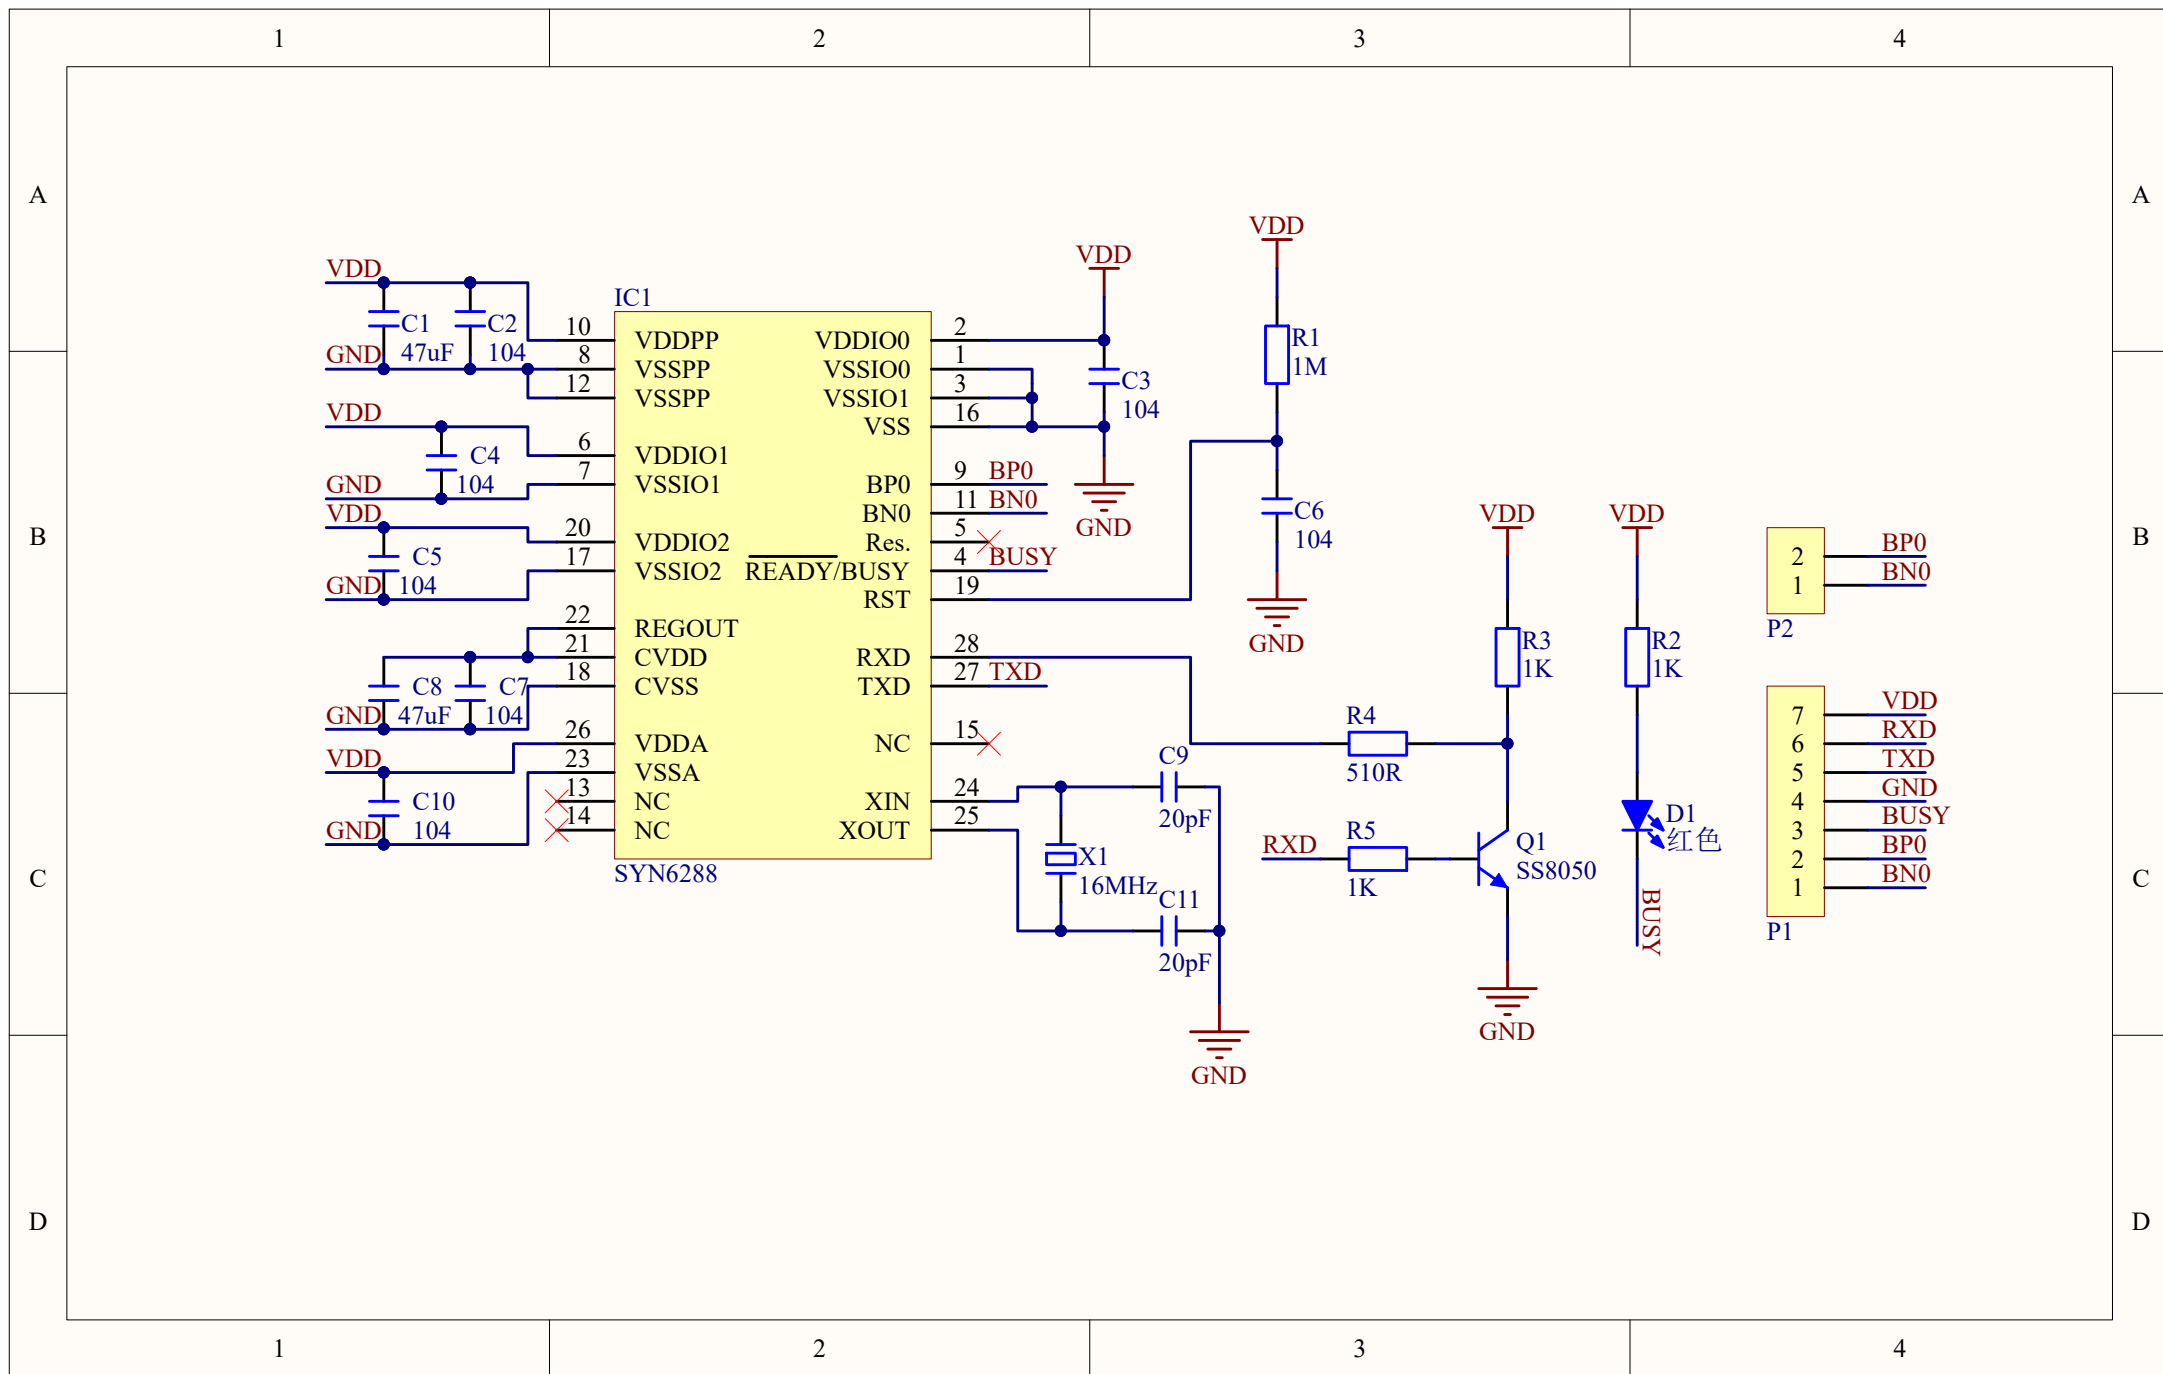 1 2 3 4
A A
B B
C C
D D
1 2 3 4
VDD
C1
47uF
C2
104
GND
VDD
C4
104
GND
VDD
C5
104
GND
C8
47uF
C7
104
GND
VDD
C10
104
GND
IC1
10 VDDPP
8 VSSPP
12 VSSPP
6 VDDIO1
7 VSSIO1
20 VDDIO2
17 VSSIO2
22 REGOUT
21 CVDD
18 CVSS
26 VDDA
23 VSSA
13 NC
14 NC
VDDIO0 2
VSSIO0 1
VSSIO1 3
VSS 16
BP0 9 BP0
BN0 11 BN0
Res. 5
READY/BUSY 4 BUSY
RST 19
RXD 28
TXD 27 TXD
NC 15
XIN 24
XOUT 25
SYN6288
VDD
C3
104
GND
VDD
R1
1M
C6
104
GND
C9
20pF
X1
16MHz
C11
20pF
GND
VDD
R3
1K
R4
510R
RXD
R5
1K
Q1
SS8050
GND
VDD
R2
1K
D1
红色
BUSY
2 BP0
1 BN0
P2
7 VDD
6 RXD
5 TXD
4 GND
3 BUSY
2 BP0
1 BN0
P1